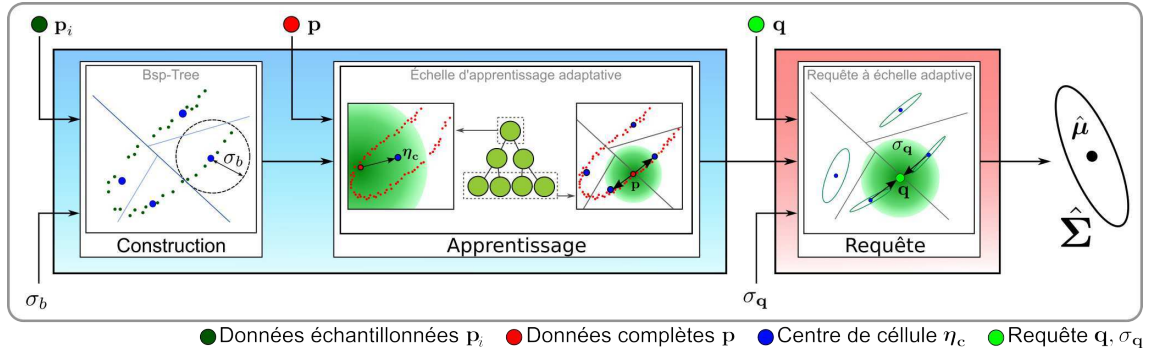 p_i
p
q
Bsp-Tree
Échelle d'apprentissage adaptative
Requête à échelle adaptive
σ_b
η_c
p
σ_q
q
μ̂
Σ̂
Construction
Apprentissage
Requête
σ_b
σ_q
Données échantillonnées p_i
Données complètes p
Centre de céllule η_c
Requête q, σ_q